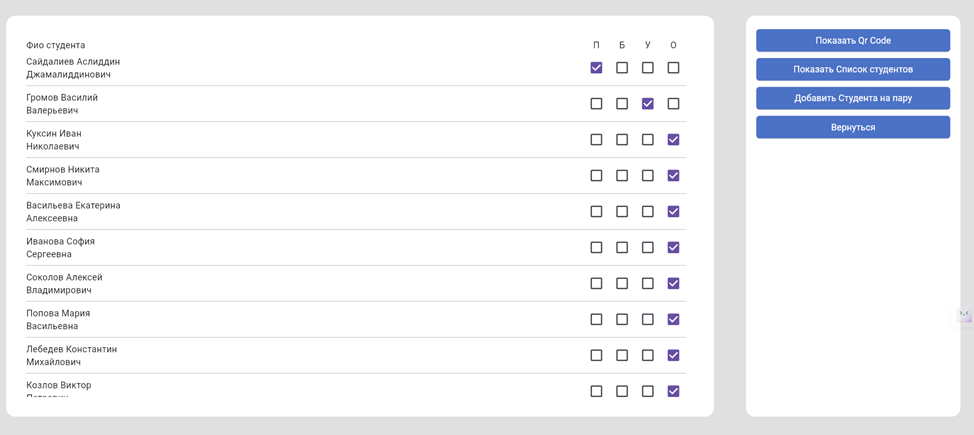 Фио студента П Б У О
Сайдалиев Аслиддин
Джамалиддинович
Громов Василий
Валерьевич
Куксин Иван
Николаевич
Смирнов Никита
Максимович
Васильева Екатерина
Алексеевна
Иванова София
Сергеевна
Соколов Алексей
Владимирович
Попова Мария
Васильевна
Лебедев Константин
Михайлович
Козлов Виктор
Показать Qr Code
Показать Список студентов
Добавить Студента на пару
Вернуться